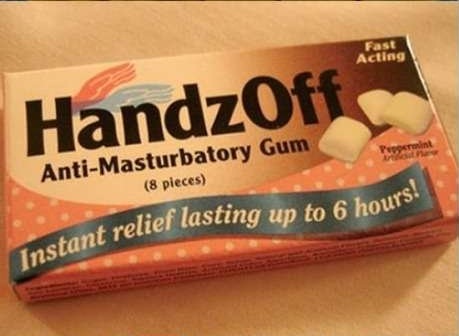 Fast
Acting
HandzOff
Anti-Masturbatory Gum
(8 pieces)
Peppermint
Artificial Flavor
Instant relief lasting up to 6 hours!